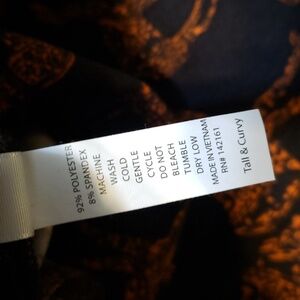 92% POLYESTER
8% SPANDEX
MACHINE
WASH
COLD
GENTLE
CYCLE
DO NOT
BLEACH
TUMBLE
DRY LOW
MADE IN VIETNAM
RN# 142161
Tall & Curvy